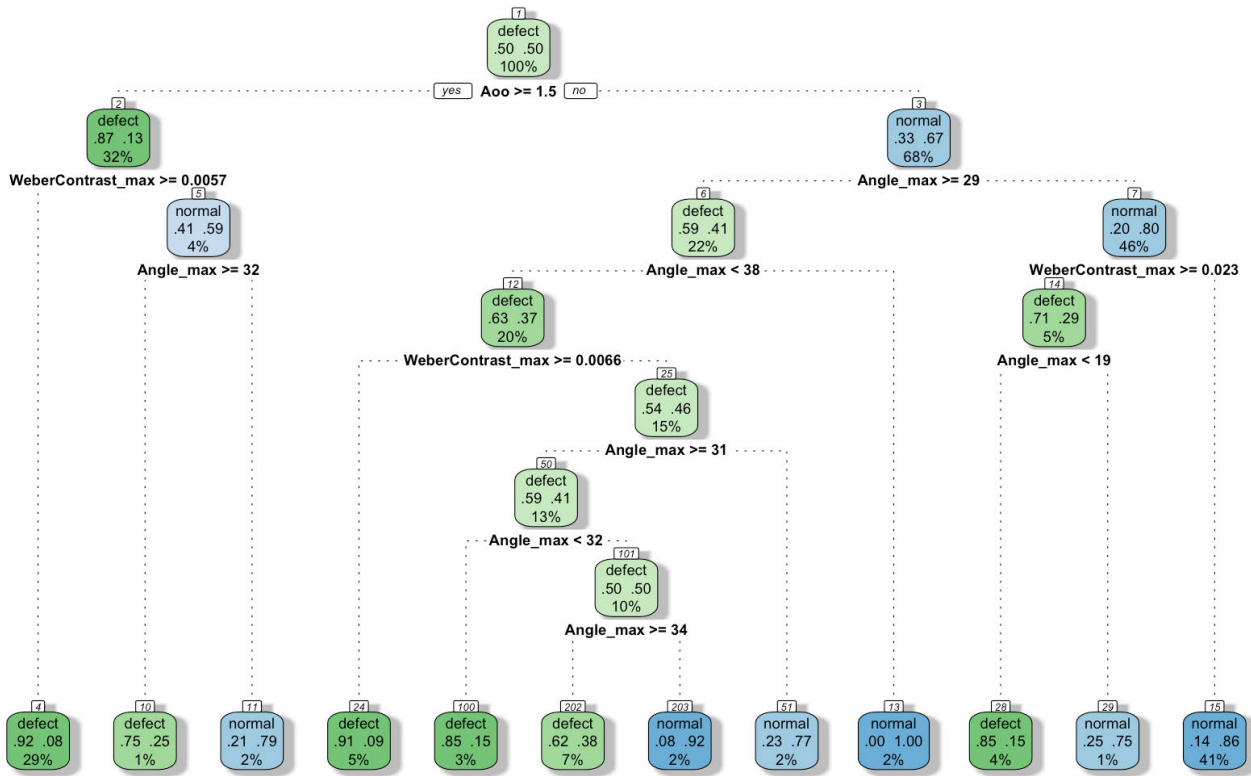 1
defect
.50 .50
100%
yes Aoo >= 1.5 no
2
defect
.87 .13
32%
3
normal
.33 .67
68%
WeberContrast_max >= 0.0057
Angle_max >= 29
5
normal
.41 .59
4%
6
defect
.59 .41
22%
7
normal
.20 .80
46%
Angle_max >= 32
Angle_max < 38
WeberContrast_max >= 0.023
12
defect
.63 .37
20%
14
defect
.71 .29
5%
WeberContrast_max >= 0.0066
Angle_max < 19
25
defect
.54 .46
15%
Angle_max >= 31
50
defect
.59 .41
13%
Angle_max < 32
101
defect
.50 .50
10%
Angle_max >= 34
4
defect
.92 .08
29%
10
defect
.75 .25
1%
11
normal
.21 .79
2%
24
defect
.91 .09
5%
100
defect
.85 .15
3%
202
defect
.62 .38
7%
203
normal
.08 .92
2%
51
normal
.23 .77
2%
13
normal
.00 1.00
2%
28
defect
.85 .15
4%
29
normal
.25 .75
1%
15
normal
.14 .86
41%